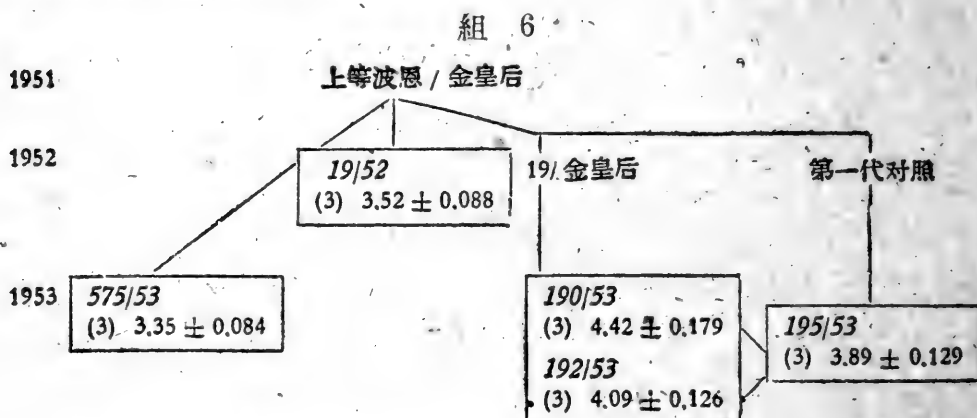 組 6
1951 上等波恩 / 金皇后
1952 19/52 19/ 金皇后 第一代対照
(3) 3.52 ± 0.088
1953 575/53 190/53
(3) 3.35 ± 0.084 (3) 4.42 ± 0.179 195/53
192/53 (3) 3.89 ± 0.129
(3) 4.09 ± 0.126